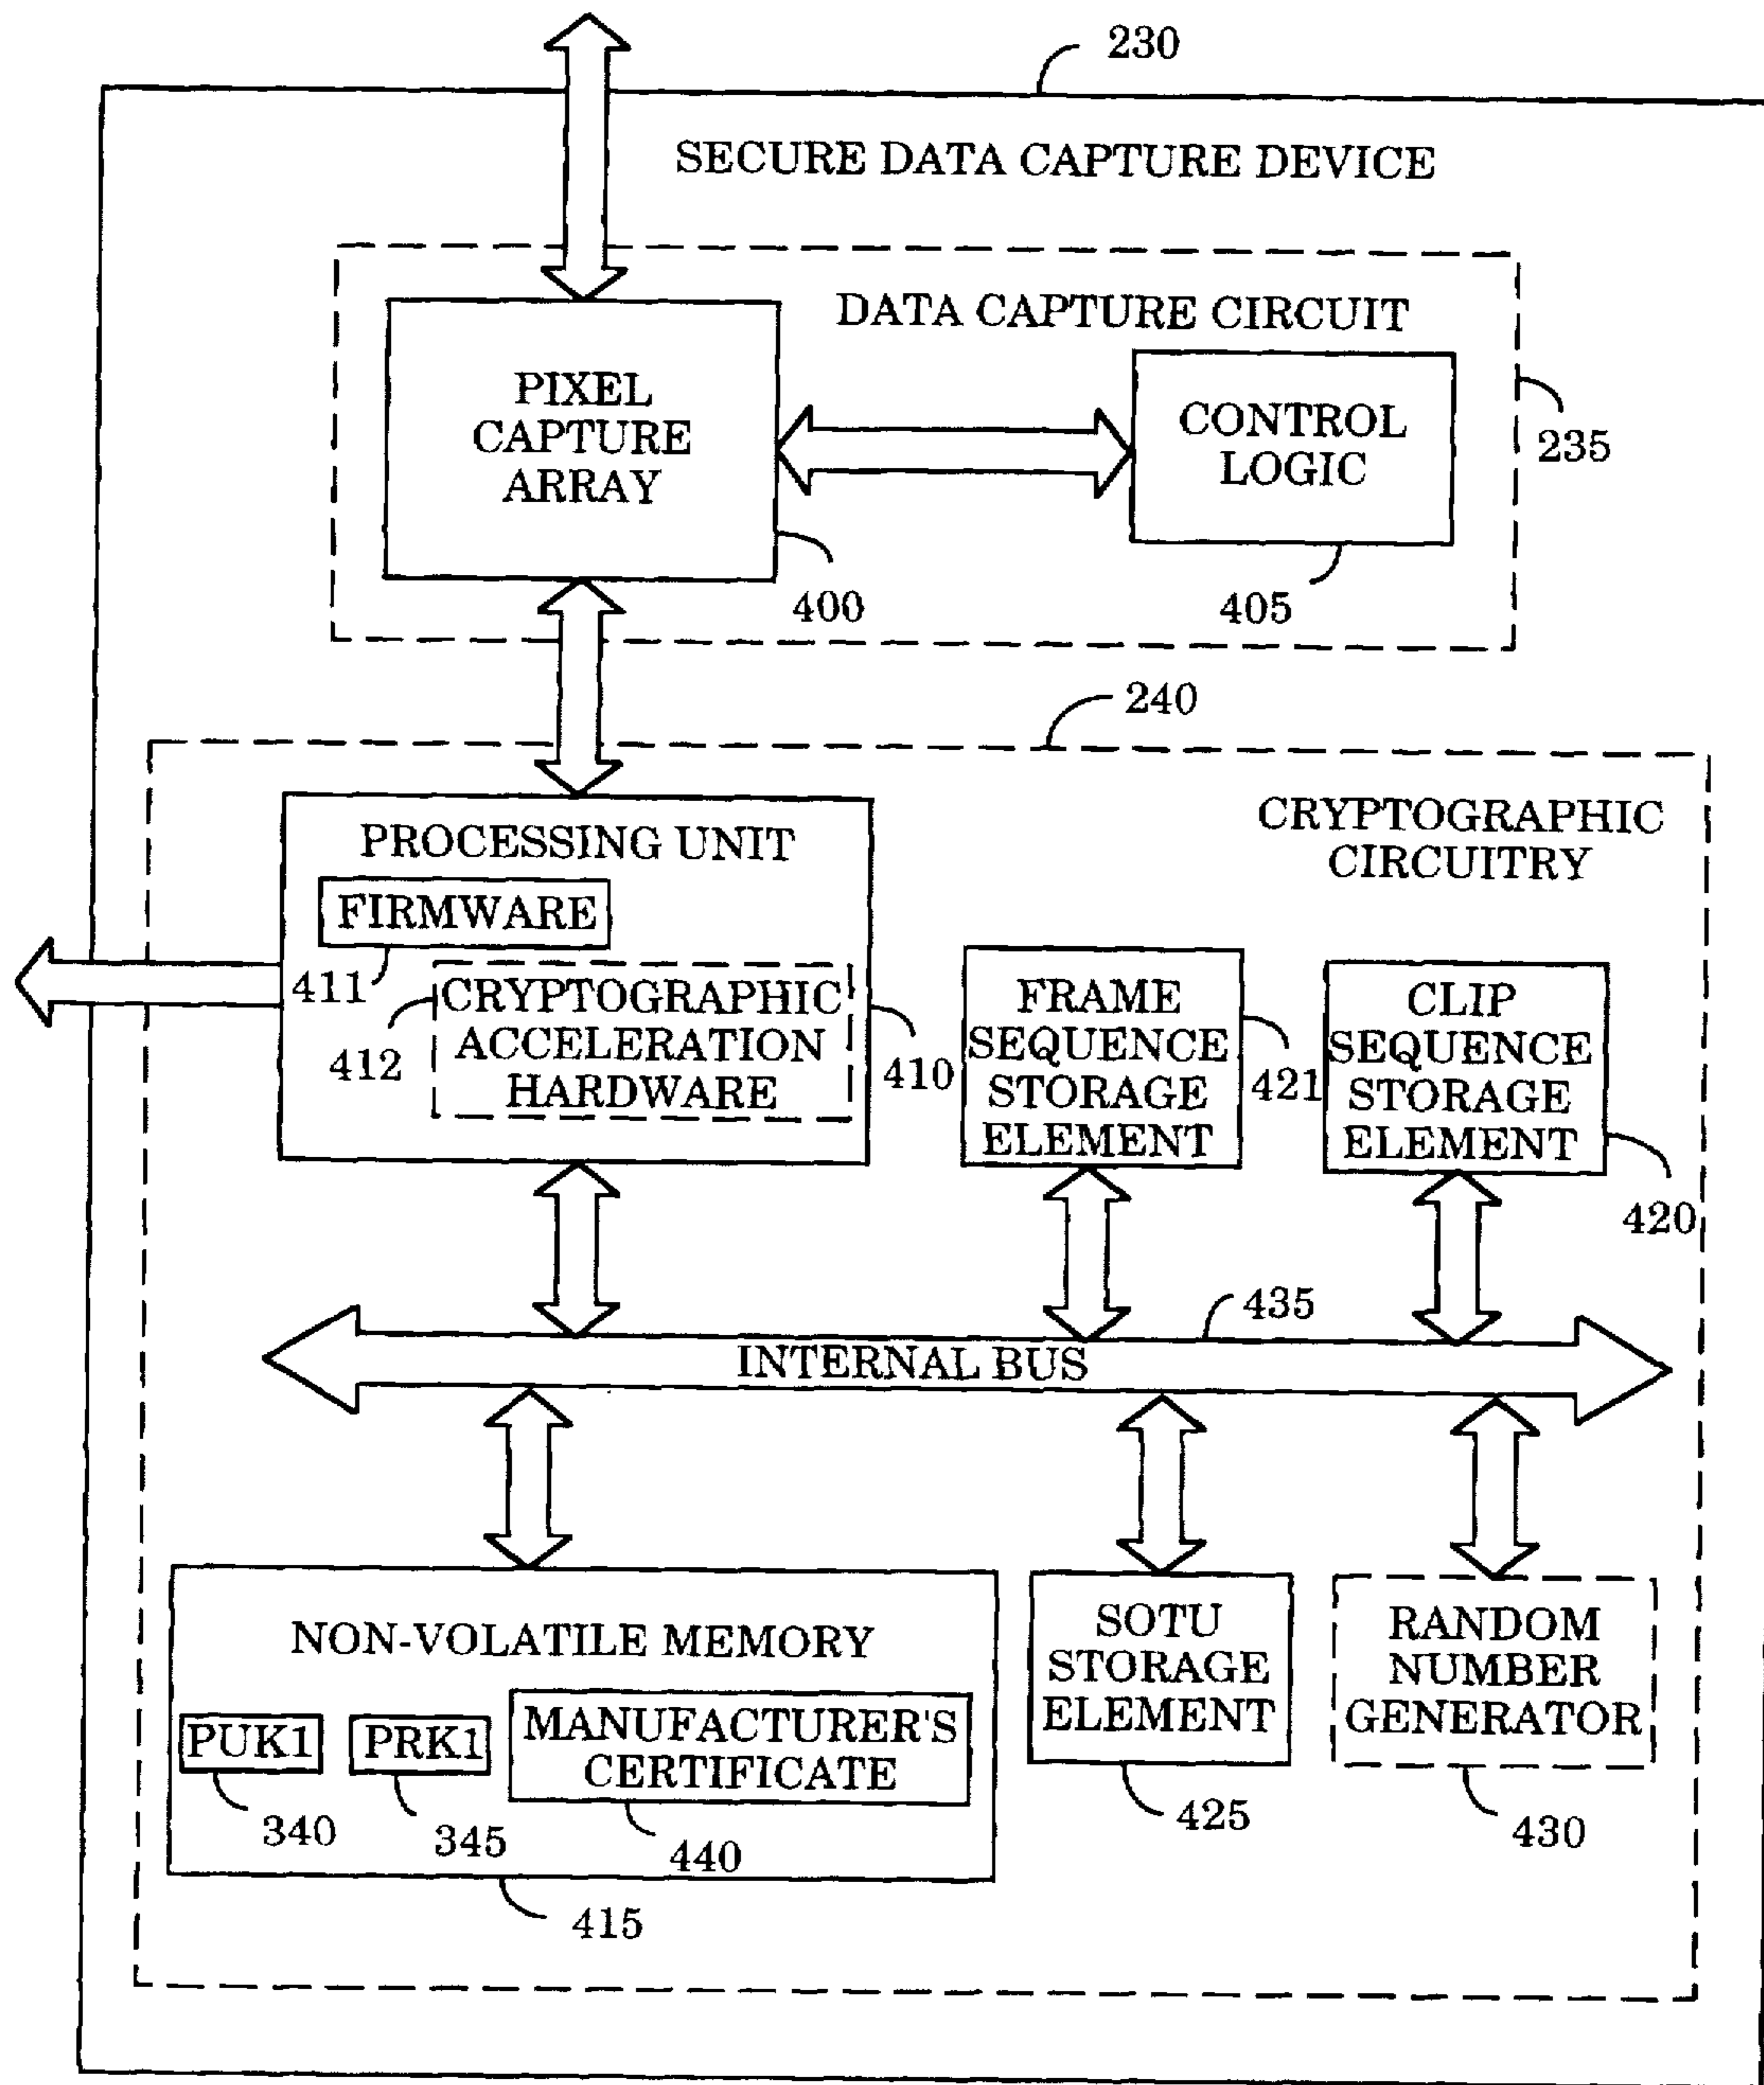 230
SECURE DATA CAPTURE DEVICE
DATA CAPTURE CIRCUIT
PIXEL
CAPTURE
ARRAY
CONTROL
LOGIC
235
400
405
240
CRYPTOGRAPHIC
CIRCUITRY
PROCESSING UNIT
FIRMWARE
411
412
CRYPTOGRAPHIC
ACCELERATION
HARDWARE
410
FRAME
SEQUENCE
STORAGE
ELEMENT
421
CLIP
SEQUENCE
STORAGE
ELEMENT
420
435
INTERNAL BUS
NON-VOLATILE MEMORY
PUK1
PRK1
MANUFACTURER'S
CERTIFICATE
340
345
440
415
SOTU
STORAGE
ELEMENT
425
RANDOM
NUMBER
GENERATOR
430